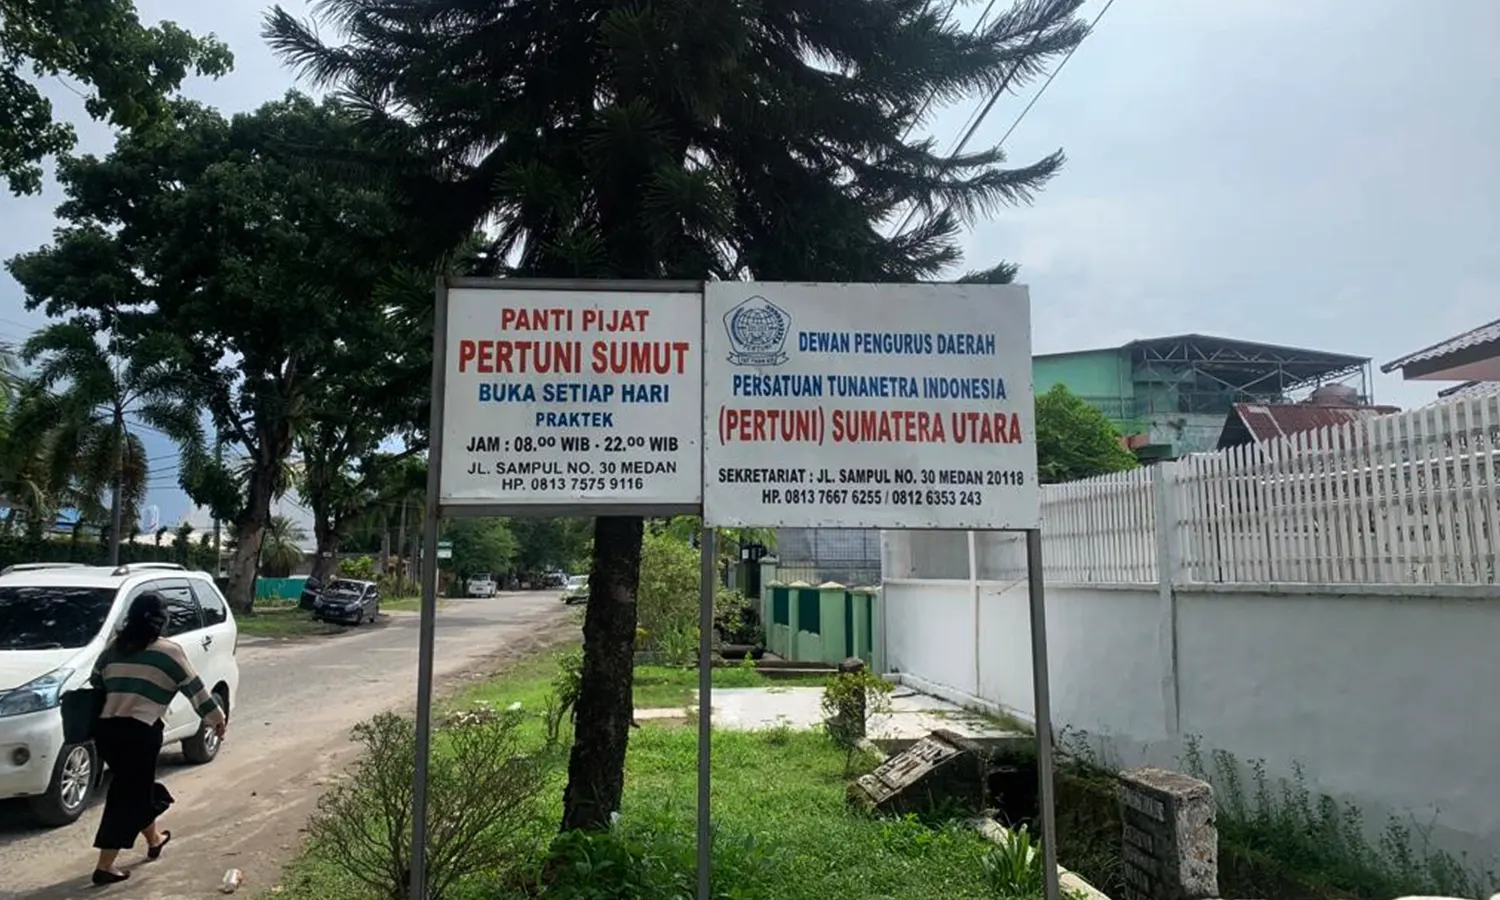 PANTI PIJAT
PERTUNI SUMUT
BUKA SETIAP HARI
PRAKTEK
JAM : 08.00 WIB - 22.00 WIB
JL. SAMPUL NO. 30 MEDAN
HP. 0813 7575 9116
PERTUNI
DEWAN PENGURUS DAERAH
PERSATUAN TUNANETRA INDONESIA
(PERTUNI) SUMATERA UTARA
SEKRETARIAT : JL. SAMPUL NO. 30 MEDAN 20118
HP. 0813 7667 6255 / 0812 6353 243